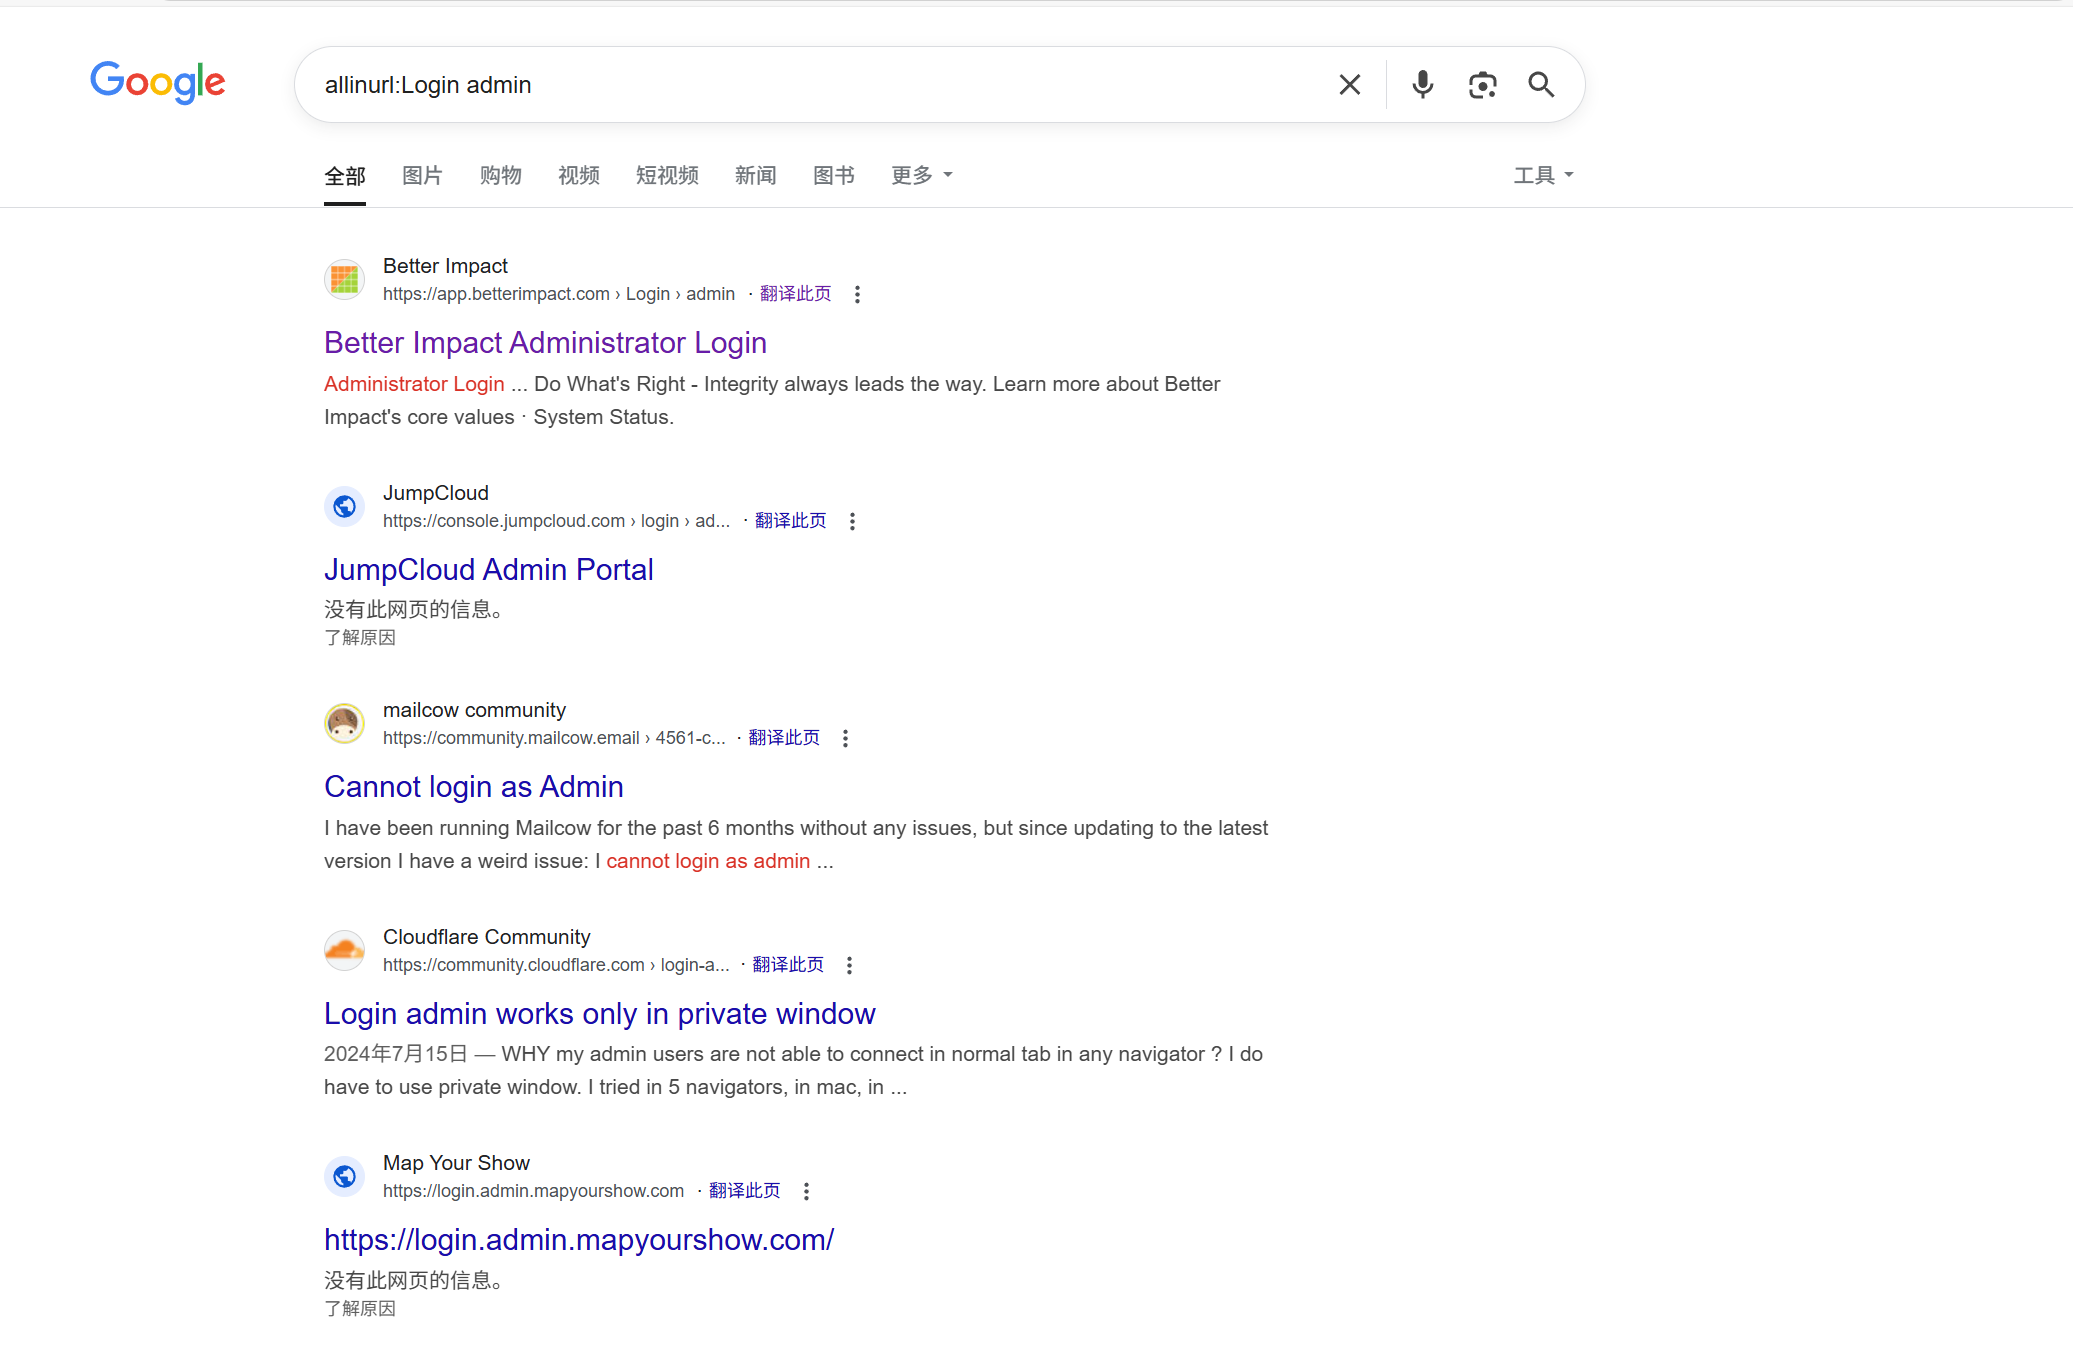 Google
allinurl:Login admin
全部 图片 购物 视频 短视频 新闻 图书 更多 工具
Better Impact
https://app.betterimpact.com › Login › admin · 翻译此页
Better Impact Administrator Login
Administrator Login ... Do What's Right - Integrity always leads the way. Learn more about Better
Impact's core values · System Status.
JumpCloud
https://console.jumpcloud.com › login › ad... · 翻译此页
JumpCloud Admin Portal
没有此网页的信息。
了解原因
mailcow community
https://community.mailcow.email › 4561-c... · 翻译此页
Cannot login as Admin
I have been running Mailcow for the past 6 months without any issues, but since updating to the latest
version I have a weird issue: I cannot login as admin ...
Cloudflare Community
https://community.cloudflare.com › login-a... · 翻译此页
Login admin works only in private window
2024年7月15日 — WHY my admin users are not able to connect in normal tab in any navigator ? I do
have to use private window. I tried in 5 navigators, in mac, in ...
Map Your Show
https://login.admin.mapyourshow.com · 翻译此页
https://login.admin.mapyourshow.com/
没有此网页的信息。
了解原因